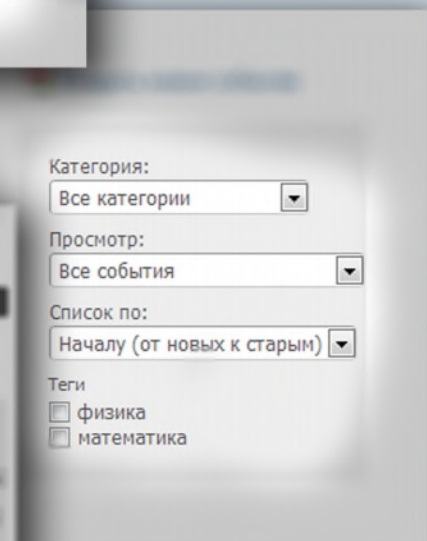 Категория:
Все категории
Просмотр:
Все события
Список по:
Началу (от новых к старым)
Теги
физика
математика